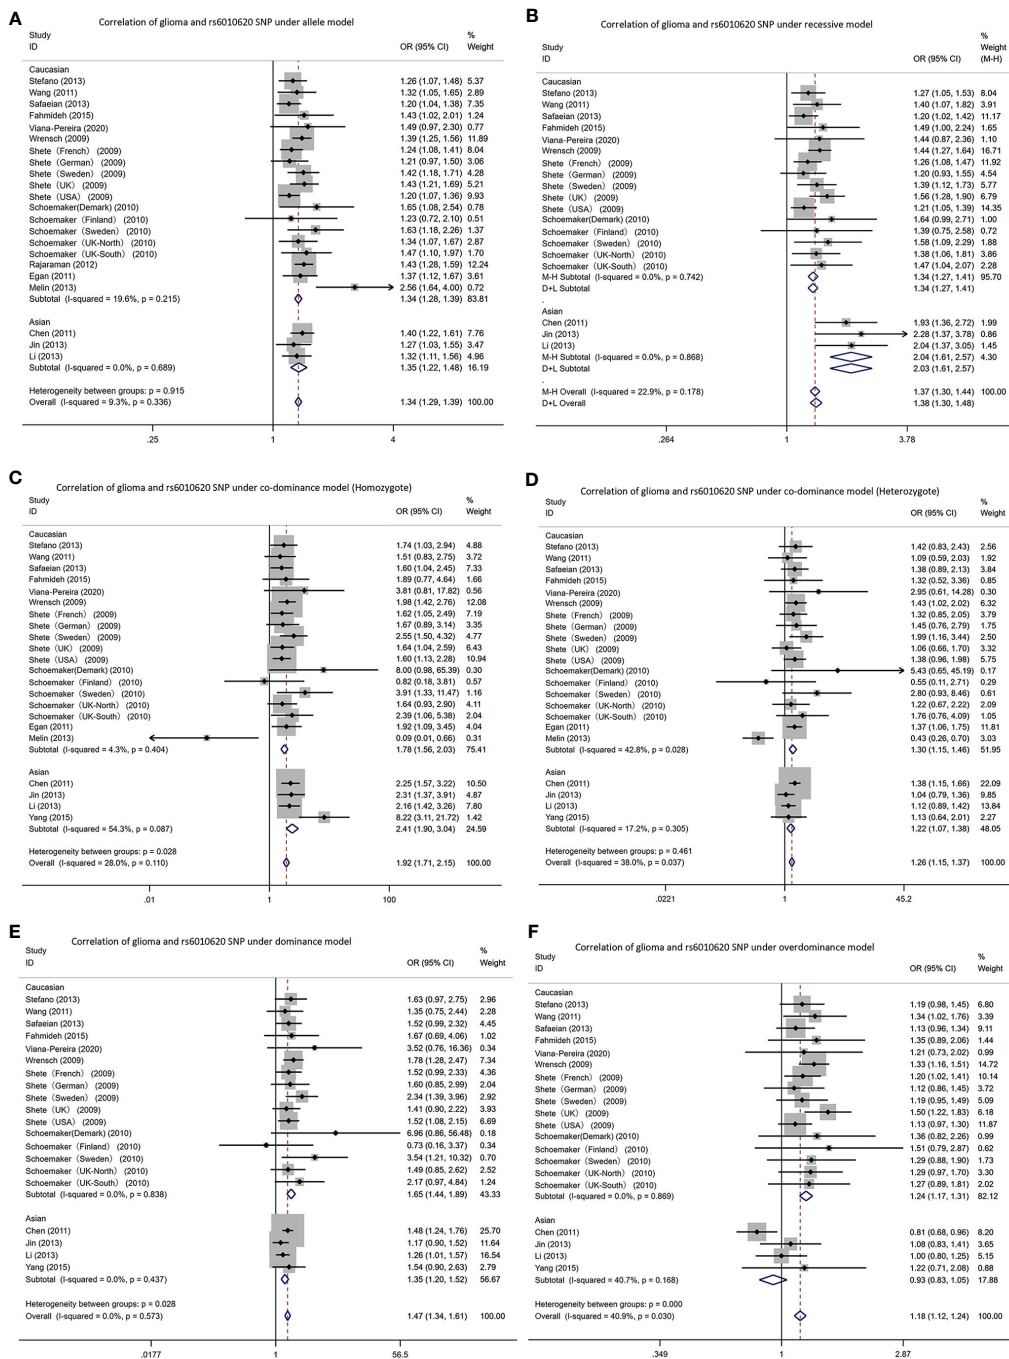 A
Correlation of glioma and rs6010620 SNP under allele model
Study %
ID OR (95% CI) Weight
Caucasian
Stefano (2013) 1.26 (1.07, 1.48) 5.37
Wang (2011) 1.32 (1.05, 1.65) 2.89
Safaeian (2013) 1.20 (1.04, 1.38) 7.35
Fahmideh (2015) 1.43 (1.02, 2.01) 1.24
Viana-Pereira (2020) 1.49 (0.97, 2.30) 0.77
Wrensch (2009) 1.39 (1.25, 1.56) 11.89
Shete (French) (2009) 1.24 (1.08, 1.41) 8.04
Shete (German) (2009) 1.21 (0.97, 1.50) 3.06
Shete (Sweden) (2009) 1.42 (1.18, 1.71) 4.28
Shete (UK) (2009) 1.43 (1.21, 1.69) 5.21
Shete (USA) (2009) 1.20 (1.07, 1.36) 9.93
Schoemaker(Demark) (2010) 1.65 (1.08, 2.54) 0.78
Schoemaker (Finland) (2010) 1.23 (0.72, 2.10) 0.51
Schoemaker (Sweden) (2010) 1.63 (1.18, 2.26) 1.37
Schoemaker (UK-North) (2010) 1.34 (1.07, 1.67) 2.87
Schoemaker (UK-South) (2010) 1.47 (1.10, 1.97) 1.70
Rajaraman (2012) 1.43 (1.28, 1.59) 12.24
Egan (2011) 1.37 (1.12, 1.67) 3.61
Melin (2013) 2.56 (1.64, 4.00) 0.72
Subtotal (I-squared = 19.6%, p = 0.215) 1.34 (1.28, 1.39) 83.81
Asian
Chen (2011) 1.40 (1.22, 1.61) 7.76
Jin (2013) 1.27 (1.03, 1.55) 3.47
Li (2013) 1.32 (1.11, 1.56) 4.96
Subtotal (I-squared = 0.0%, p = 0.689) 1.35 (1.22, 1.48) 16.19
Heterogeneity between groups: p = 0.915
Overall (I-squared = 9.3%, p = 0.336) 1.34 (1.29, 1.39) 100.00
.25 1 4
B
Correlation of glioma and rs6010620 SNP under recessive model
%
Study Weight
ID OR (95% CI) (M-H)
Caucasian
Stefano (2013) 1.27 (1.05, 1.53) 8.04
Wang (2011) 1.40 (1.07, 1.82) 3.91
Safaeian (2013) 1.20 (1.02, 1.42) 11.17
Fahmideh (2015) 1.49 (1.00, 2.24) 1.65
Viana-Pereira (2020) 1.44 (0.87, 2.36) 1.10
Wrensch (2009) 1.44 (1.27, 1.64) 16.71
Shete (French) (2009) 1.26 (1.08, 1.47) 11.92
Shete (German) (2009) 1.20 (0.93, 1.55) 4.54
Shete (Sweden) (2009) 1.39 (1.12, 1.73) 5.77
Shete (UK) (2009) 1.56 (1.28, 1.90) 6.79
Shete (USA) (2009) 1.21 (1.05, 1.39) 14.35
Schoemaker(Demark) (2010) 1.64 (0.99, 2.71) 1.00
Schoemaker (Finland) (2010) 1.39 (0.75, 2.58) 0.72
Schoemaker (Sweden) (2010) 1.58 (1.09, 2.29) 1.88
Schoemaker (UK-North) (2010) 1.38 (1.06, 1.81) 3.86
Schoemaker (UK-South) (2010) 1.47 (1.04, 2.07) 2.28
M-H Subtotal (I-squared = 0.0%, p = 0.742) 1.34 (1.27, 1.41) 95.70
D+L Subtotal 1.34 (1.27, 1.41)
.
Asian
Chen (2011) 1.93 (1.36, 2.72) 1.99
Jin (2013) 2.28 (1.37, 3.78) 0.86
Li (2013) 2.04 (1.37, 3.05) 1.45
M-H Subtotal (I-squared = 0.0%, p = 0.868) 2.04 (1.61, 2.57) 4.30
D+L Subtotal 2.03 (1.61, 2.57)
.
M-H Overall (I-squared = 22.9%, p = 0.178) 1.37 (1.30, 1.44) 100.00
D+L Overall 1.38 (1.30, 1.48)
.264 1 3.78
C
Correlation of glioma and rs6010620 SNP under co-dominance model (Homozygote)
Study %
ID OR (95% CI) Weight
Caucasian
Stefano (2013) 1.74 (1.03, 2.94) 4.88
Wang (2011) 1.51 (0.83, 2.75) 3.72
Safaeian (2013) 1.60 (1.04, 2.45) 7.33
Fahmideh (2015) 1.89 (0.77, 4.64) 1.66
Viana-Pereira (2020) 3.81 (0.81, 17.82) 0.56
Wrensch (2009) 1.98 (1.42, 2.76) 12.08
Shete (French) (2009) 1.62 (1.05, 2.49) 7.19
Shete (German) (2009) 1.67 (0.89, 3.14) 3.35
Shete (Sweden) (2009) 2.55 (1.50, 4.32) 4.77
Shete (UK) (2009) 1.64 (1.04, 2.59) 6.43
Shete (USA) (2009) 1.60 (1.13, 2.28) 10.94
Schoemaker(Demark) (2010) 8.00 (0.98, 65.39) 0.30
Schoemaker (Finland) (2010) 0.82 (0.18, 3.81) 0.57
Schoemaker (Sweden) (2010) 3.91 (1.33, 11.47) 1.16
Schoemaker (UK-North) (2010) 1.64 (0.93, 2.90) 4.11
Schoemaker (UK-South) (2010) 2.39 (1.06, 5.38) 2.04
Egan (2011) 1.92 (1.09, 3.45) 4.04
Melin (2013) 0.09 (0.01, 0.66) 0.31
Subtotal (I-squared = 4.3%, p = 0.404) 1.78 (1.56, 2.03) 75.41
Asian
Chen (2011) 2.25 (1.57, 3.22) 10.50
Jin (2013) 2.31 (1.37, 3.91) 4.87
Li (2013) 2.16 (1.42, 3.26) 7.80
Yang (2015) 8.22 (3.11, 21.72) 1.42
Subtotal (I-squared = 54.3%, p = 0.087) 2.41 (1.90, 3.04) 24.59
Heterogeneity between groups: p = 0.028
Overall (I-squared = 28.0%, p = 0.110) 1.92 (1.71, 2.15) 100.00
.01 1 100
D
Correlation of glioma and rs6010620 SNP under co-dominance model (Heterozygote)
Study %
ID OR (95% CI) Weight
Caucasian
Stefano (2013) 1.42 (0.83, 2.43) 2.56
Wang (2011) 1.09 (0.59, 2.03) 1.92
Safaeian (2013) 1.38 (0.89, 2.13) 3.84
Fahmideh (2015) 1.32 (0.52, 3.36) 0.85
Viana-Pereira (2020) 2.95 (0.61, 14.28) 0.30
Wrensch (2009) 1.43 (1.02, 2.02) 6.32
Shete (French) (2009) 1.32 (0.85, 2.05) 3.79
Shete (German) (2009) 1.45 (0.76, 2.79) 1.75
Shete (Sweden) (2009) 1.99 (1.16, 3.44) 2.50
Shete (UK) (2009) 1.06 (0.66, 1.70) 3.32
Shete (USA) (2009) 1.38 (0.96, 1.98) 5.75
Schoemaker(Demark) (2010) 5.43 (0.65, 45.19) 0.17
Schoemaker (Finland) (2010) 0.55 (0.11, 2.71) 0.29
Schoemaker (Sweden) (2010) 2.80 (0.93, 8.46) 0.61
Schoemaker (UK-North) (2010) 1.22 (0.67, 2.22) 2.09
Schoemaker (UK-South) (2010) 1.76 (0.76, 4.09) 1.05
Egan (2011) 1.37 (1.06, 1.75) 11.81
Melin (2013) 0.43 (0.26, 0.70) 3.03
Subtotal (I-squared = 42.8%, p = 0.028) 1.30 (1.15, 1.46) 51.95
Asian
Chen (2011) 1.38 (1.15, 1.66) 22.09
Jin (2013) 1.04 (0.79, 1.36) 9.85
Li (2013) 1.12 (0.89, 1.42) 13.84
Yang (2015) 1.13 (0.64, 2.01) 2.27
Subtotal (I-squared = 17.2%, p = 0.305) 1.22 (1.07, 1.38) 48.05
Heterogeneity between groups: p = 0.461
Overall (I-squared = 38.0%, p = 0.037) 1.26 (1.15, 1.37) 100.00
.0221 1 45.2
E
Correlation of glioma and rs6010620 SNP under dominance model
Study %
ID OR (95% CI) Weight
Caucasian
Stefano (2013) 1.63 (0.97, 2.75) 2.96
Wang (2011) 1.35 (0.75, 2.44) 2.28
Safaeian (2013) 1.52 (0.99, 2.32) 4.45
Fahmideh (2015) 1.67 (0.69, 4.06) 1.02
Viana-Pereira (2020) 3.52 (0.76, 16.36) 0.34
Wrensch (2009) 1.78 (1.28, 2.47) 7.34
Shete (French) (2009) 1.52 (0.99, 2.33) 4.36
Shete (German) (2009) 1.60 (0.85, 2.99) 2.04
Shete (Sweden) (2009) 2.34 (1.39, 3.96) 2.92
Shete (UK) (2009) 1.41 (0.90, 2.22) 3.93
Shete (USA) (2009) 1.52 (1.08, 2.15) 6.69
Schoemaker(Demark) (2010) 6.96 (0.86, 56.48) 0.18
Schoemaker (Finland) (2010) 0.73 (0.16, 3.37) 0.34
Schoemaker (Sweden) (2010) 3.54 (1.21, 10.32) 0.70
Schoemaker (UK-North) (2010) 1.49 (0.85, 2.62) 2.52
Schoemaker (UK-South) (2010) 2.17 (0.97, 4.84) 1.24
Subtotal (I-squared = 0.0%, p = 0.838) 1.65 (1.44, 1.89) 43.33
Asian
Chen (2011) 1.48 (1.24, 1.76) 25.70
Jin (2013) 1.17 (0.90, 1.52) 11.64
Li (2013) 1.26 (1.01, 1.57) 16.54
Yang (2015) 1.54 (0.90, 2.63) 2.79
Subtotal (I-squared = 0.0%, p = 0.437) 1.35 (1.20, 1.52) 56.67
Heterogeneity between groups: p = 0.028
Overall (I-squared = 0.0%, p = 0.573) 1.47 (1.34, 1.61) 100.00
.0177 1 56.5
F
Correlation of glioma and rs6010620 SNP under overdominance model
Study %
ID OR (95% CI) Weight
Caucasian
Stefano (2013) 1.19 (0.98, 1.45) 6.80
Wang (2011) 1.34 (1.02, 1.76) 3.39
Safaeian (2013) 1.13 (0.96, 1.34) 9.11
Fahmideh (2015) 1.35 (0.89, 2.06) 1.44
Viana-Pereira (2020) 1.21 (0.73, 2.02) 0.99
Wrensch (2009) 1.33 (1.16, 1.51) 14.72
Shete (French) (2009) 1.20 (1.02, 1.41) 10.14
Shete (German) (2009) 1.12 (0.86, 1.45) 3.72
Shete (Sweden) (2009) 1.19 (0.95, 1.49) 5.09
Shete (UK) (2009) 1.50 (1.22, 1.83) 6.18
Shete (USA) (2009) 1.13 (0.97, 1.30) 11.87
Schoemaker(Demark) (2010) 1.36 (0.82, 2.26) 0.99
Schoemaker (Finland) (2010) 1.51 (0.79, 2.87) 0.62
Schoemaker (Sweden) (2010) 1.29 (0.88, 1.90) 1.73
Schoemaker (UK-North) (2010) 1.29 (0.97, 1.70) 3.30
Schoemaker (UK-South) (2010) 1.27 (0.89, 1.81) 2.02
Subtotal (I-squared = 0.0%, p = 0.869) 1.24 (1.17, 1.31) 82.12
Asian
Chen (2011) 0.81 (0.68, 0.96) 8.20
Jin (2013) 1.08 (0.83, 1.41) 3.65
Li (2013) 1.00 (0.80, 1.25) 5.15
Yang (2015) 1.22 (0.71, 2.08) 0.88
Subtotal (I-squared = 40.7%, p = 0.168) 0.93 (0.83, 1.05) 17.88
Heterogeneity between groups: p = 0.000
Overall (I-squared = 40.9%, p = 0.030) 1.18 (1.12, 1.24) 100.00
.349 1 2.87